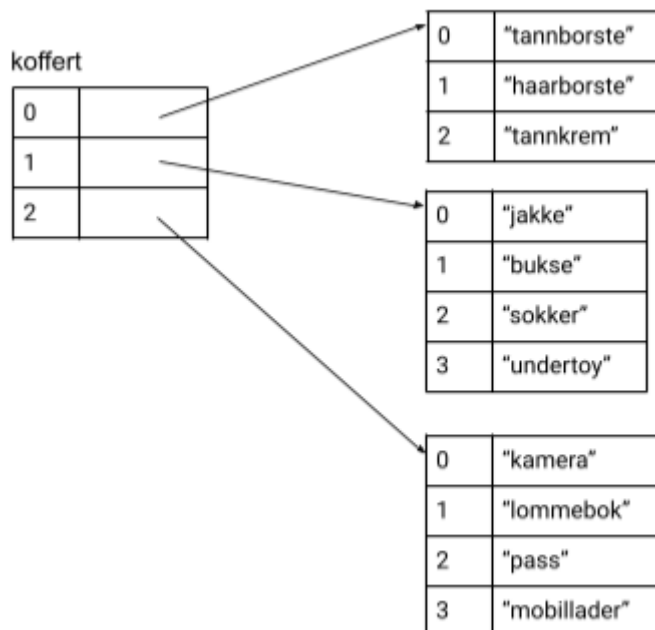 koffert
0
1
2
0 “tannborste”
1 “haarborste”
2 “tannkrem”
0 “jakke”
1 “bukse”
2 “sokker”
3 “undertoy”
0 “kamera”
1 “lommebok”
2 “pass”
3 “mobillader”